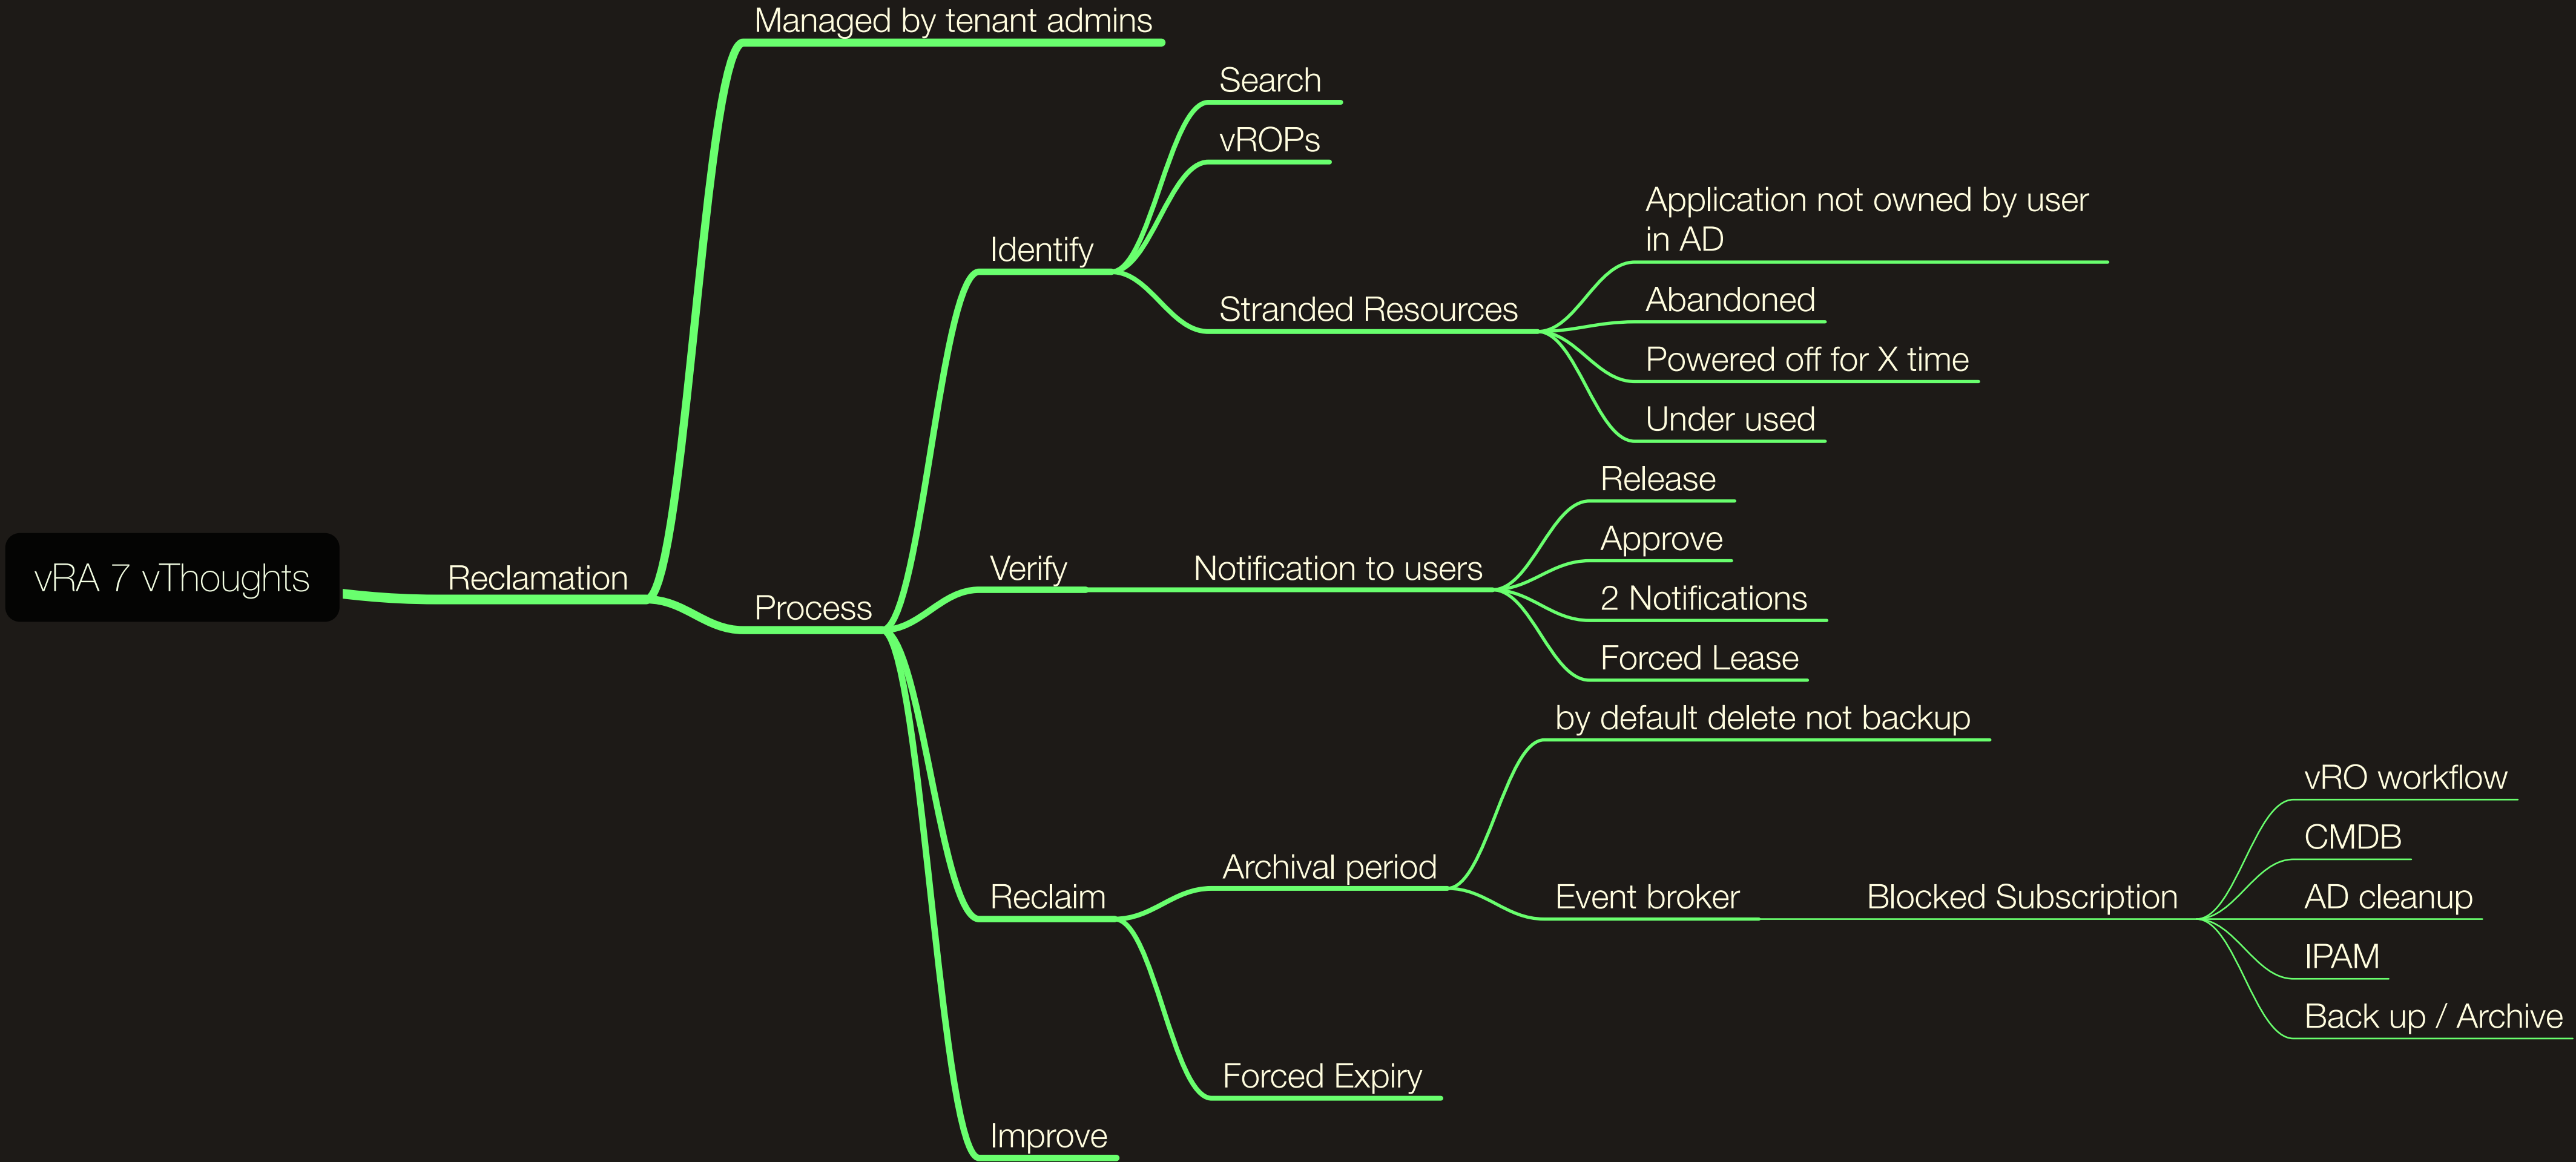 Managed by tenant admins
Search
vROPs
Application not owned by user
in AD
Identify
Stranded Resources
Abandoned
Powered off for X time
Under used
Release
Approve
vRA 7 vThoughts
Reclamation
Process
Verify
Notification to users
2 Notifications
Forced Lease
by default delete not backup
vRO workflow
CMDB
Archival period
Reclaim
Event broker
Blocked Subscription
AD cleanup
IPAM
Back up / Archive
Forced Expiry
Improve